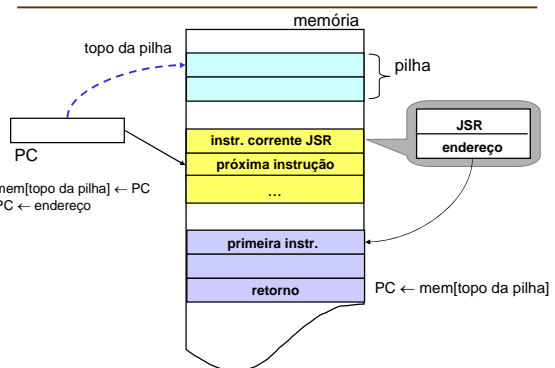 memória
topo da pilha
pilha
PC
instr. corrente JSR
próxima instrução
...
JSR
endereço
mem[topo da pilha] ← PC
PC ← endereço
primeira instr.
retorno
PC ← mem[topo da pilha]